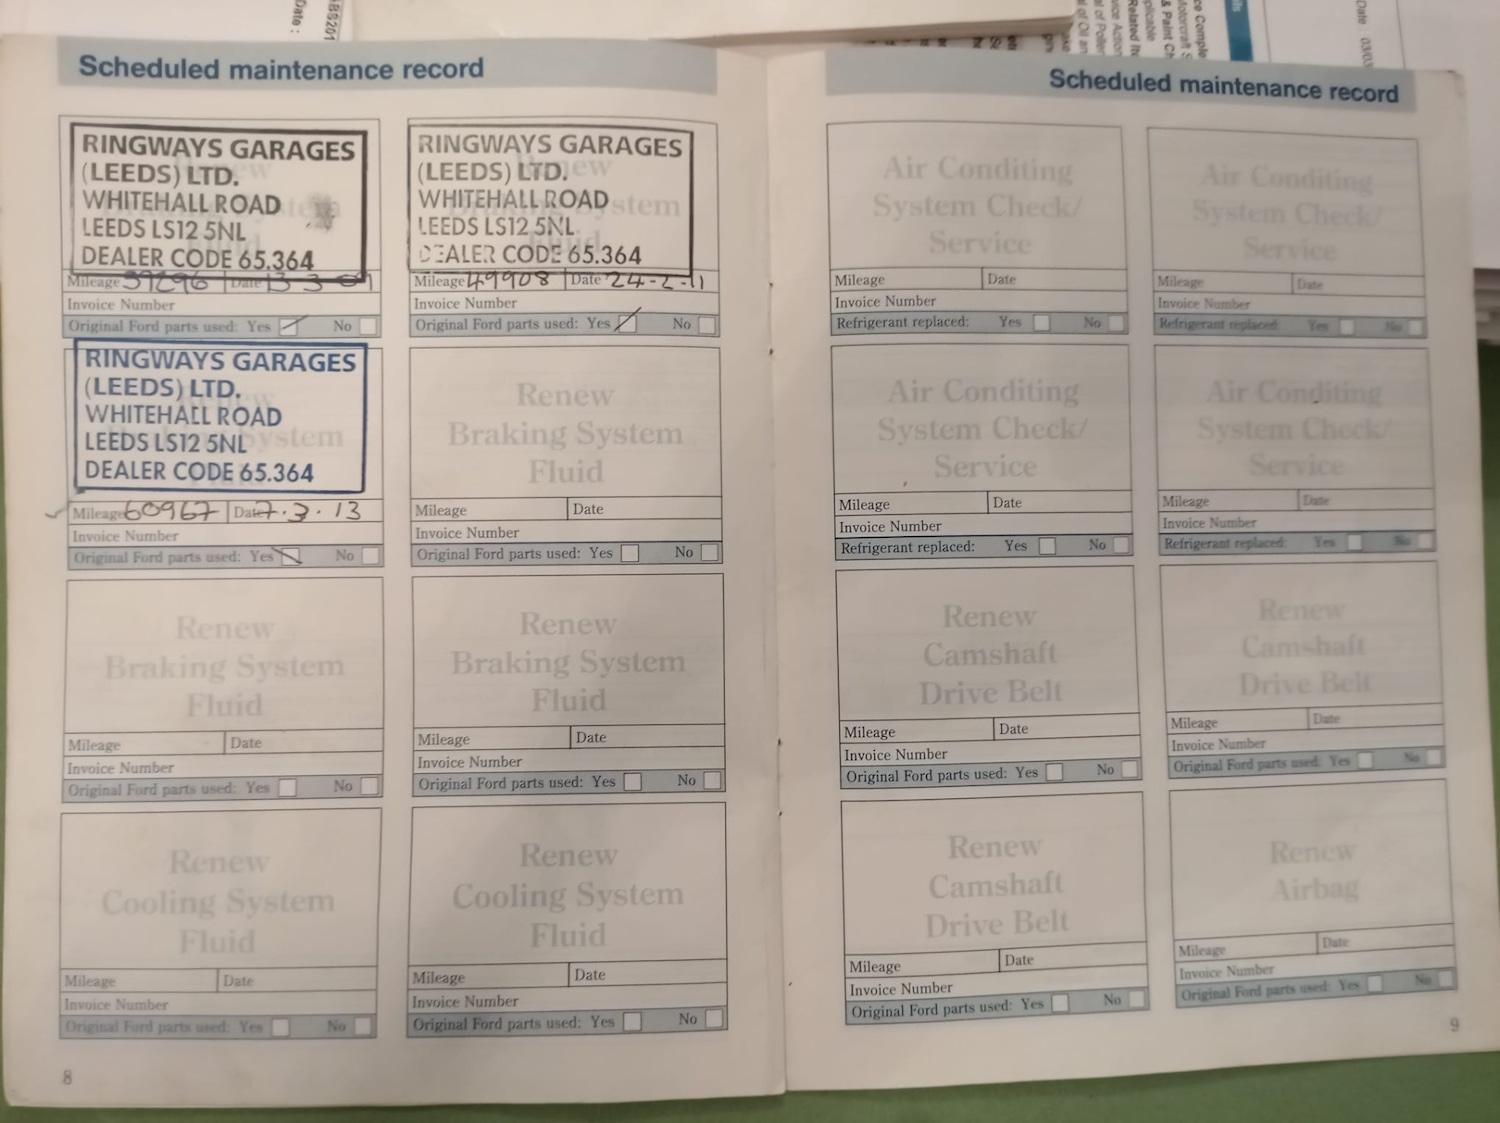 Scheduled maintenance record
RINGWAYS GARAGES
(LEEDS) LTD.
WHITEHALL ROAD
LEEDS LS12 5NL
DEALER CODE 65.364
Mileage 39296 Date 13-3-09
Invoice Number
Original Ford parts used: Yes No
RINGWAYS GARAGES
(LEEDS) LTD.
WHITEHALL ROAD
LEEDS LS12 5NL
DEALER CODE 65.364
Mileage 49908 Date 24-2-11
Invoice Number
Original Ford parts used: Yes No
RINGWAYS GARAGES
(LEEDS) LTD.
WHITEHALL ROAD
LEEDS LS12 5NL
DEALER CODE 65.364
Mileage 60967 Date 7.3.13
Invoice Number
Original Ford parts used: Yes No
Renew
Braking System
Fluid
Mileage Date
Invoice Number
Original Ford parts used: Yes No
Renew
Braking System
Fluid
Mileage Date
Invoice Number
Original Ford parts used: Yes No
Renew
Braking System
Fluid
Mileage Date
Invoice Number
Original Ford parts used: Yes No
Renew
Cooling System
Fluid
Mileage Date
Invoice Number
Original Ford parts used: Yes No
Renew
Cooling System
Fluid
Mileage Date
Invoice Number
Original Ford parts used: Yes No
8
Scheduled maintenance record
Air Conditing
System Check/
Service
Mileage Date
Invoice Number
Refrigerant replaced: Yes No
Air Conditing
System Check/
Service
Mileage Date
Invoice Number
Refrigerant replaced: Yes No
Air Conditing
System Check/
Service
Mileage Date
Invoice Number
Refrigerant replaced: Yes No
Air Conditing
System Check/
Service
Mileage Date
Invoice Number
Refrigerant replaced: Yes No
Renew
Camshaft
Drive Belt
Mileage Date
Invoice Number
Original Ford parts used: Yes No
Renew
Camshaft
Drive Belt
Mileage Date
Invoice Number
Original Ford parts used: Yes No
Renew
Camshaft
Drive Belt
Mileage Date
Invoice Number
Original Ford parts used: Yes No
Renew
Airbag
Mileage Date
Invoice Number
Original Ford parts used: Yes No
9
Date :
Date : 03/03